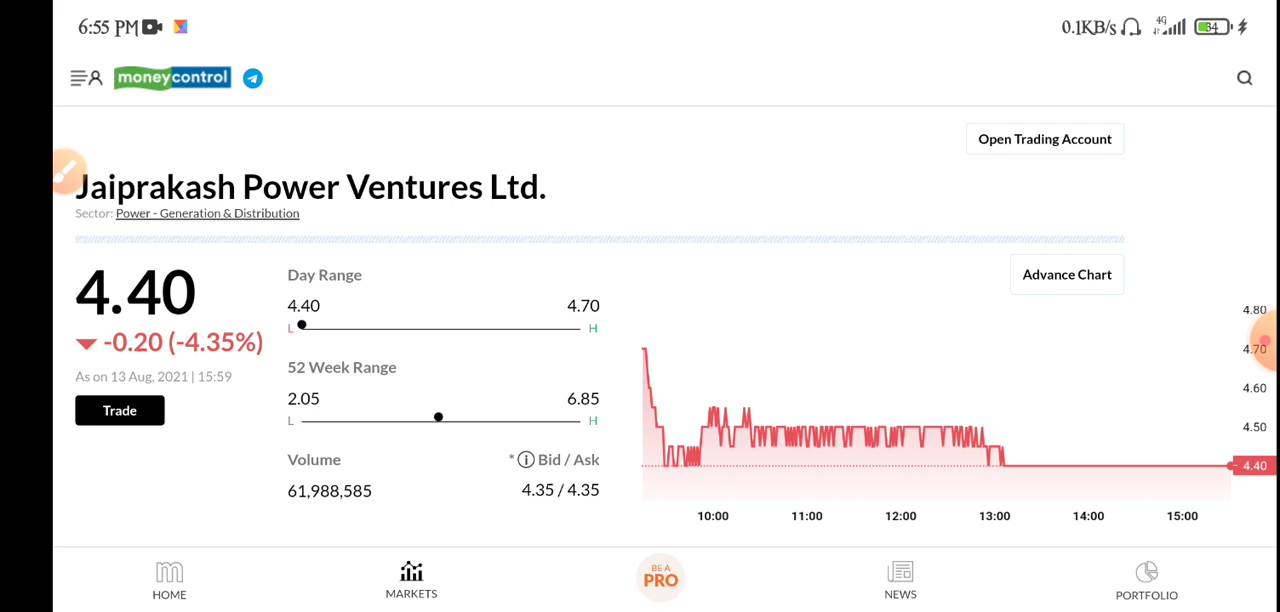 6:55 PM
0.1KB/s 4G 34
moneycontrol
Open Trading Account
Jaiprakash Power Ventures Ltd.
Sector: Power - Generation & Distribution
4.40
-0.20 (-4.35%)
As on 13 Aug, 2021 | 15:59
Trade
Day Range
4.40 4.70
L H
52 Week Range
2.05 6.85
L H
Volume * i Bid / Ask
61,988,585 4.35 / 4.35
Advance Chart
4.80
4.70
4.60
4.50
4.40
10:00 11:00 12:00 13:00 14:00 15:00
HOME
MARKETS
BE A
PRO
NEWS
PORTFOLIO